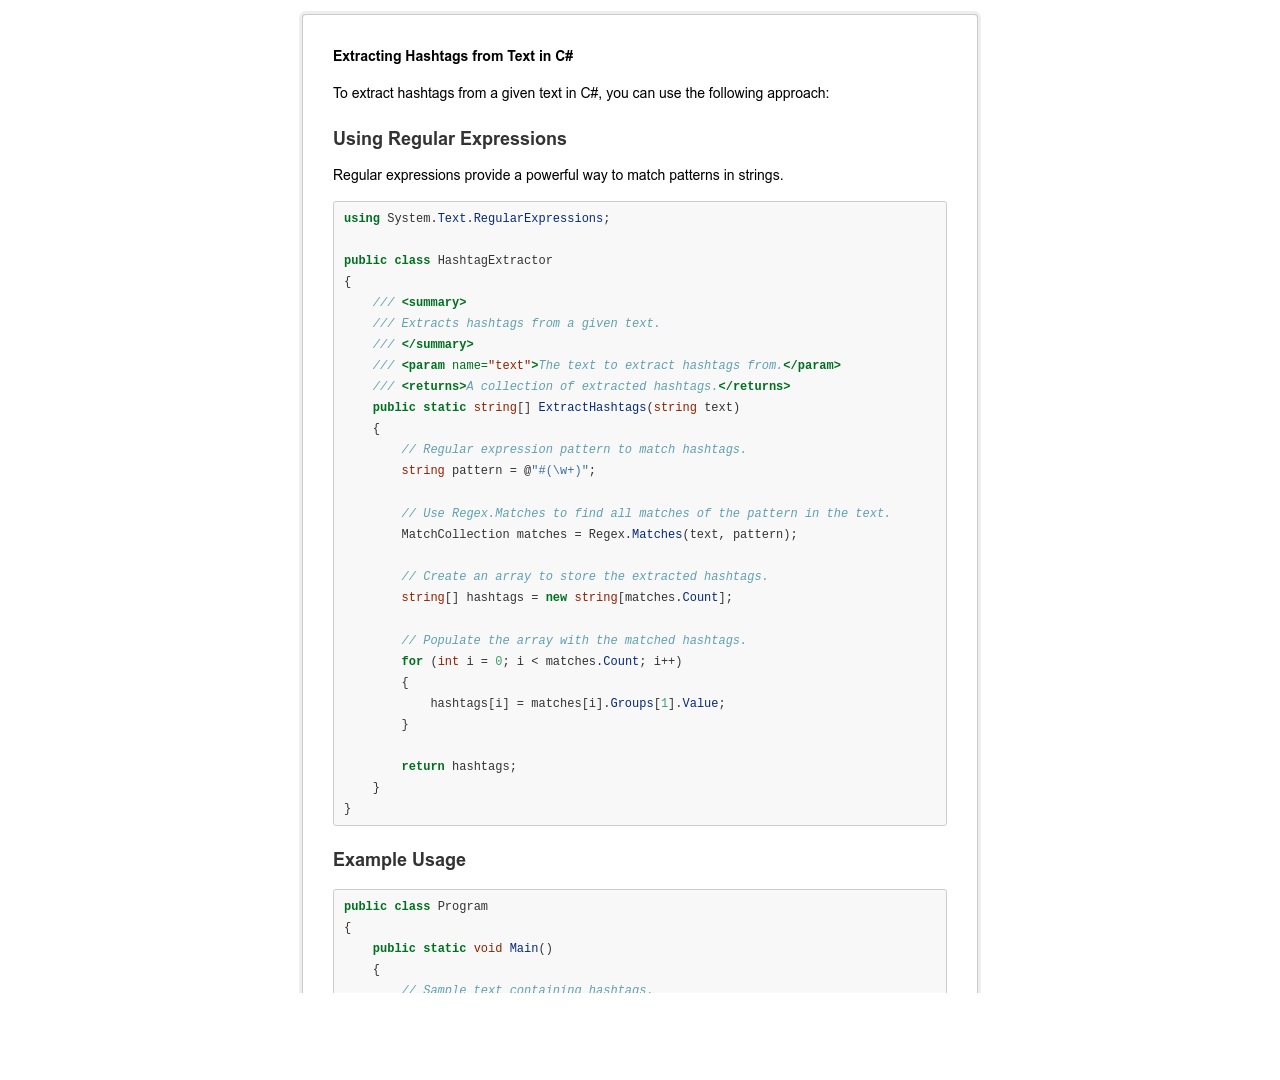 Extracting Hashtags from Text in C#
To extract hashtags from a given text in C#, you can use the following approach:
Using Regular Expressions
Regular expressions provide a powerful way to match patterns in strings.
using System.Text.RegularExpressions;

public class HashtagExtractor
{
    /// <summary>
    /// Extracts hashtags from a given text.
    /// </summary>
    /// <param name="text">The text to extract hashtags from.</param>
    /// <returns>A collection of extracted hashtags.</returns>
    public static string[] ExtractHashtags(string text)
    {
        // Regular expression pattern to match hashtags.
        string pattern = @"#(\w+)";

        // Use Regex.Matches to find all matches of the pattern in the text.
        MatchCollection matches = Regex.Matches(text, pattern);

        // Create an array to store the extracted hashtags.
        string[] hashtags = new string[matches.Count];

        // Populate the array with the matched hashtags.
        for (int i = 0; i < matches.Count; i++)
        {
            hashtags[i] = matches[i].Groups[1].Value;
        }

        return hashtags;
    }
}
Example Usage
public class Program
{
    public static void Main()
    {
        // Sample text containing hashtags.